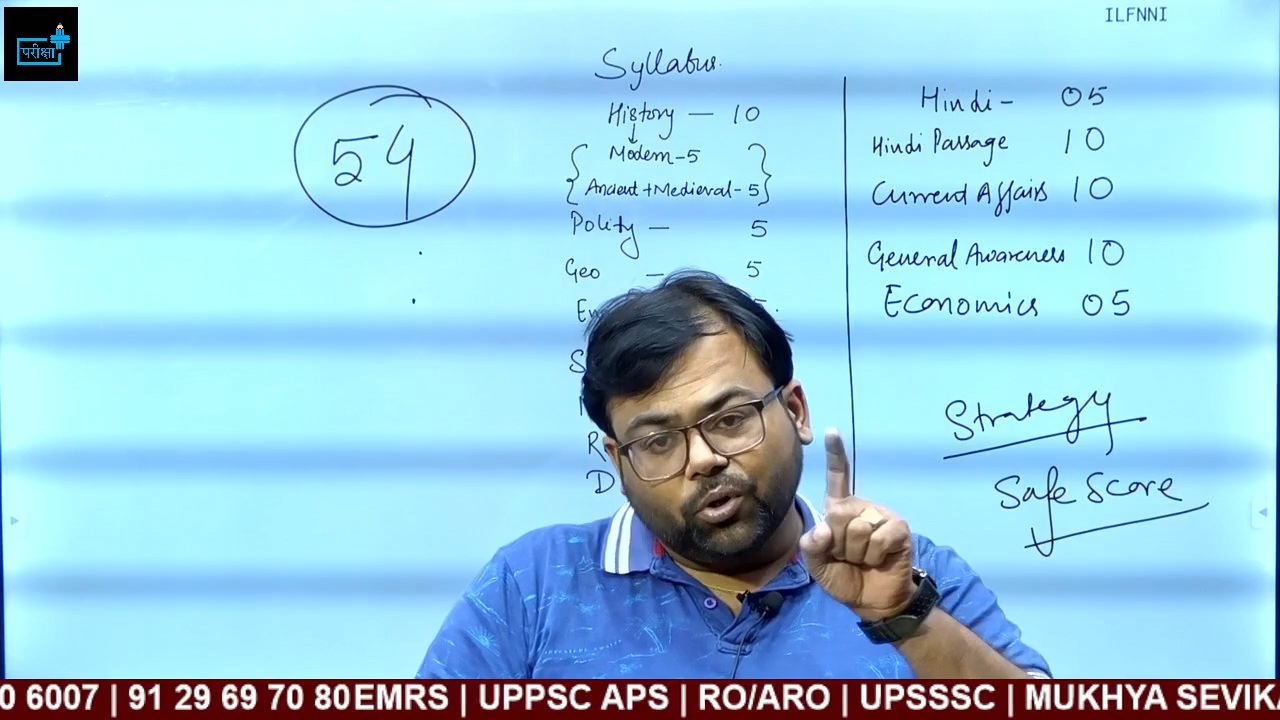 ILFNNI
परीक्षा
54
Syllabus
History — 10
Modern-5
Ancient+Medieval-5
Polity — 5
Geo — 5
Hindi - 05
Hindi Passage 10
Current Affairs 10
General Awareness 10
Economics 05
Strategy
Safe Score
0 6007 | 91 29 69 70 80EMRS | UPPSC APS | RO/ARO | UPSSSC | MUKHYA SEVIKA